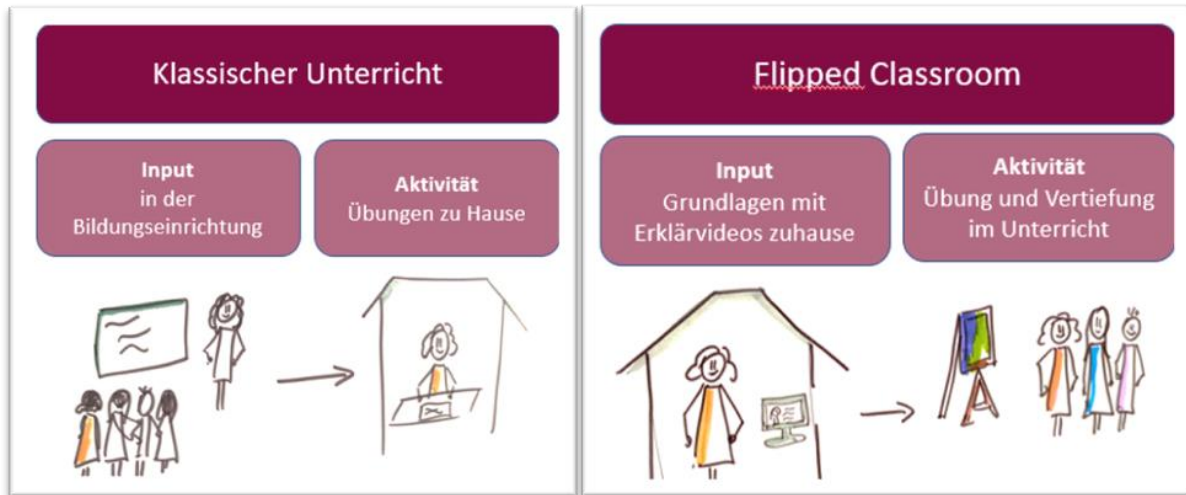 Klassischer Unterricht
Input
in der
Bildungseinrichtung
Aktivität
Übungen zu Hause
Flipped Classroom
Input
Grundlagen mit
Erklärvideos zuhause
Aktivität
Übung und Vertiefung
im Unterricht